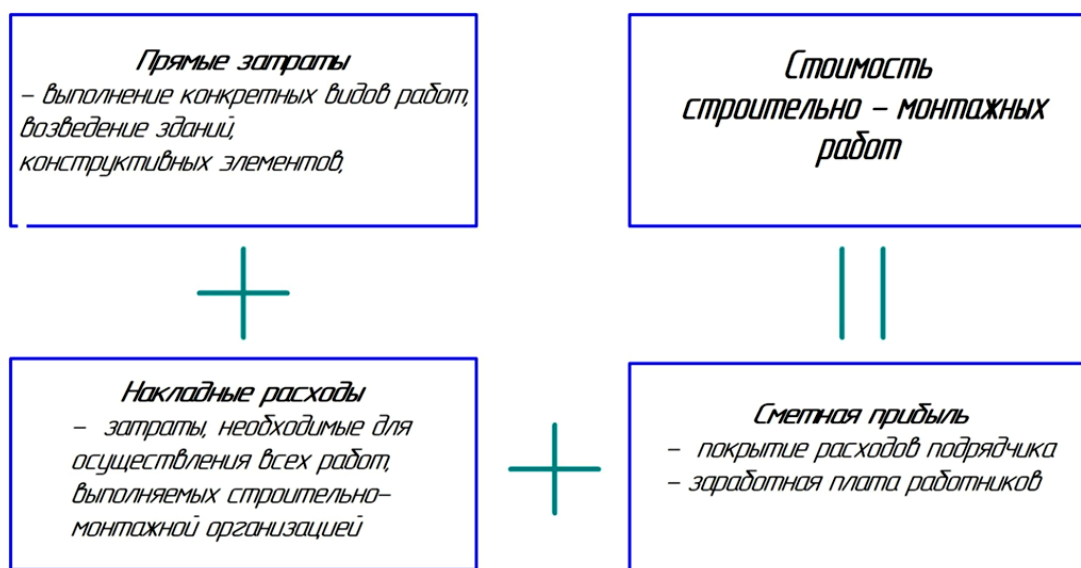 Прямые затраты
- выполнение конкретных видов работ,
возведение зданий,
конструктивных элементов,
Стоимость
строительно - монтажных
работ
Накладные расходы
- затраты, необходимые для
осуществления всех работ,
выполняемых строительно-
монтажной организацией
Сметная прибыль
- покрытие расходов подрядчика
- заработная плата работников